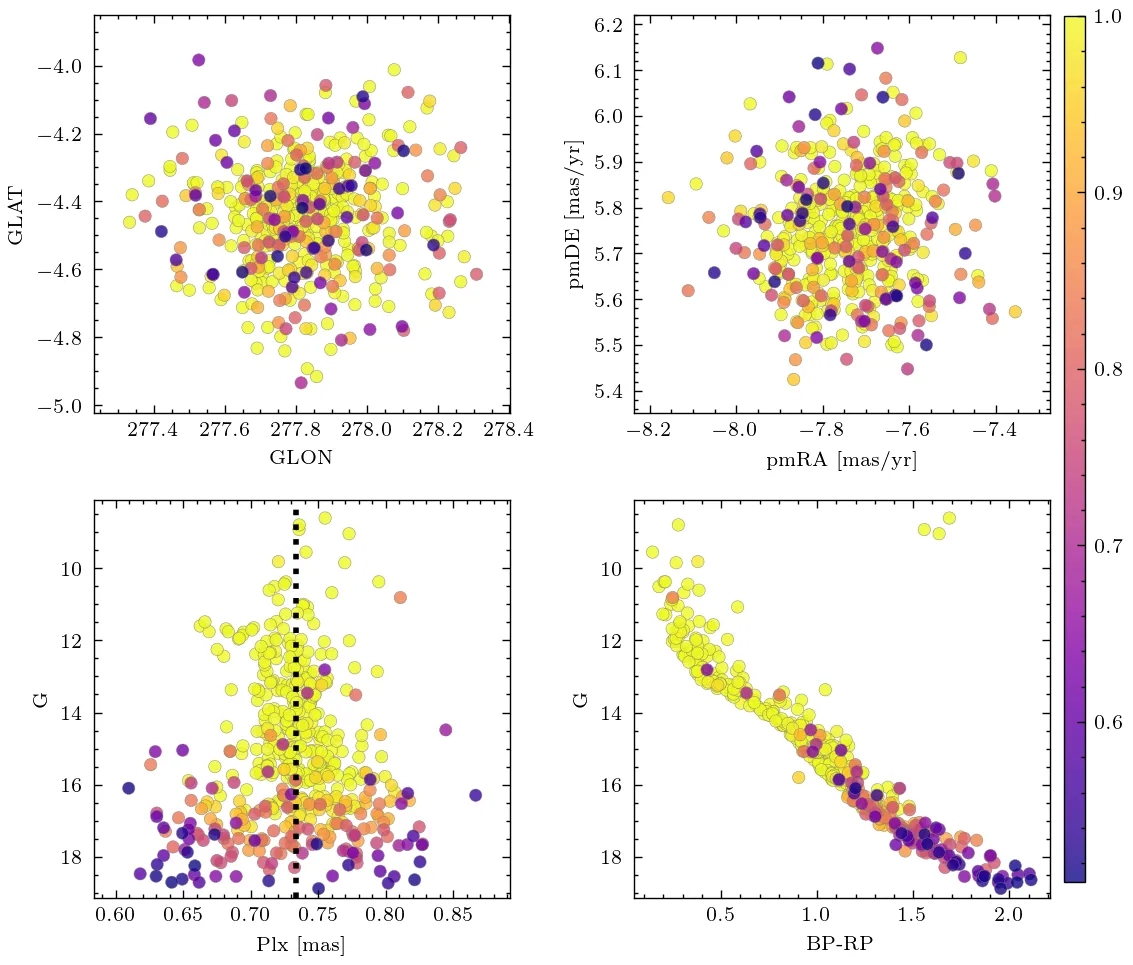 −4.0
−4.2
−4.4
−4.6
−4.8
−5.0
GLAT
277.4 277.6 277.8 278.0 278.2 278.4
GLON
6.2
6.1
6.0
5.9
5.8
5.7
5.6
5.5
5.4
pmDE [mas/yr]
−8.2 −8.0 −7.8 −7.6 −7.4
pmRA [mas/yr]
1.0
0.9
0.8
0.7
0.6
10
12
14
16
18
G
0.60 0.65 0.70 0.75 0.80 0.85
Plx [mas]
10
12
14
16
18
G
0.5 1.0 1.5 2.0
BP-RP